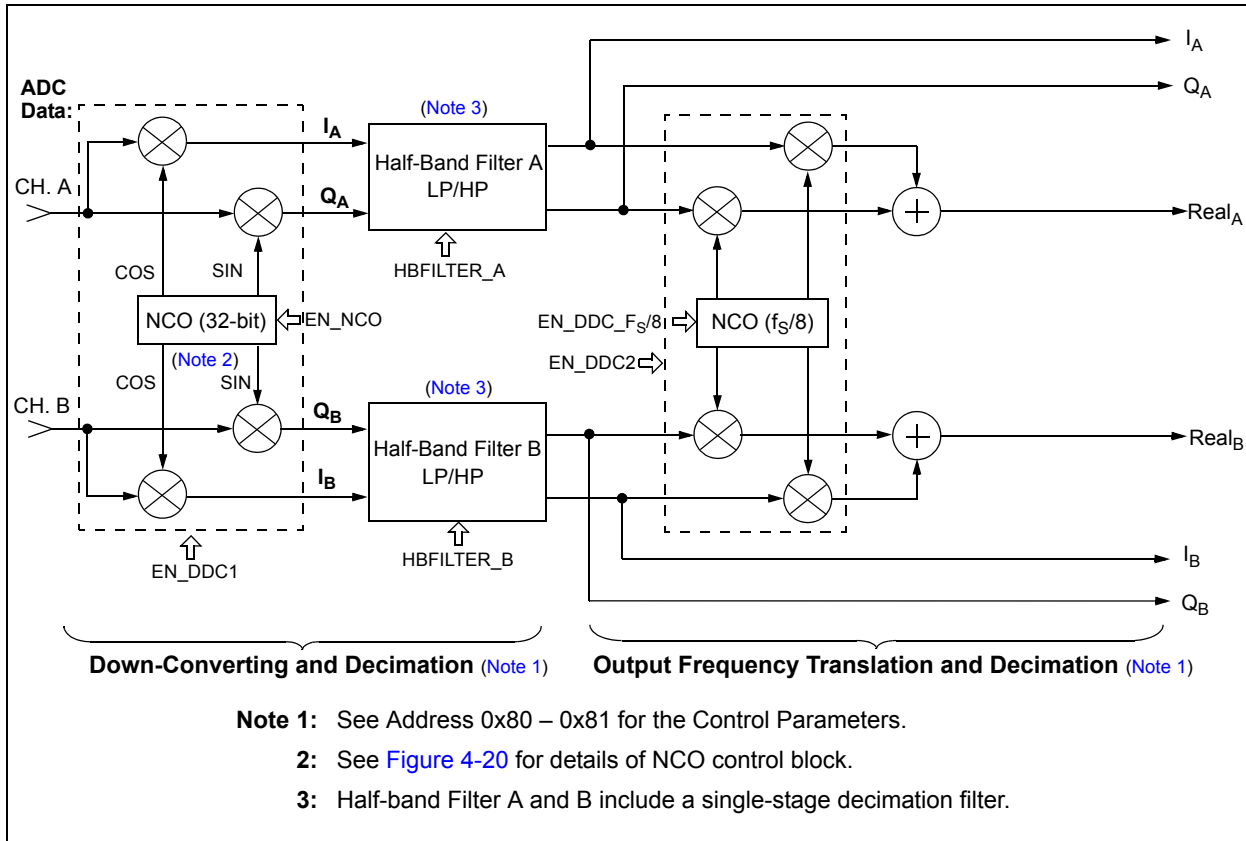 I_A
Q_A
ADC
Data:
(Note 3)
I_A
Half-Band Filter A
LP/HP
CH. A
Q_A
Real_A
HBFILTER_A
COS
SIN
NCO (32-bit)
EN_NCO
EN_DDC_F_S/8
NCO (f_S/8)
(Note 2)
EN_DDC2
COS
SIN
(Note 3)
CH. B
Q_B
Half-Band Filter B
LP/HP
Real_B
I_B
HBFILTER_B
EN_DDC1
I_B
Q_B
Down-Converting and Decimation (Note 1)
Output Frequency Translation and Decimation (Note 1)
Note 1: See Address 0x80 – 0x81 for the Control Parameters.
2: See Figure 4-20 for details of NCO control block.
3: Half-band Filter A and B include a single-stage decimation filter.